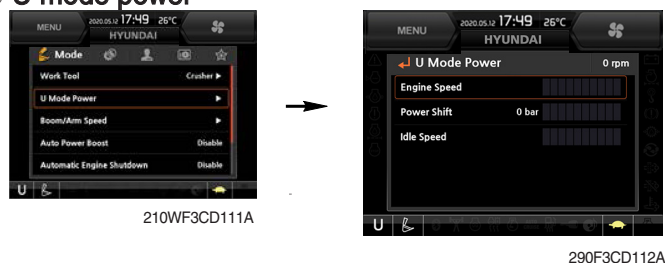 U mode power
MENU
2020.05.12 17:49 26°C
HYUNDAI
Mode
Work Tool Crusher ▶
U Mode Power ▶
Boom/Arm Speed ▶
Auto Power Boost Disable
Automatic Engine Shutdown Disable
U
210WF3CD111A
MENU
2020.05.12 17:49 26°C
HYUNDAI
U Mode Power 0 rpm
Engine Speed
Power Shift 0 bar
Idle Speed
U
290F3CD112A